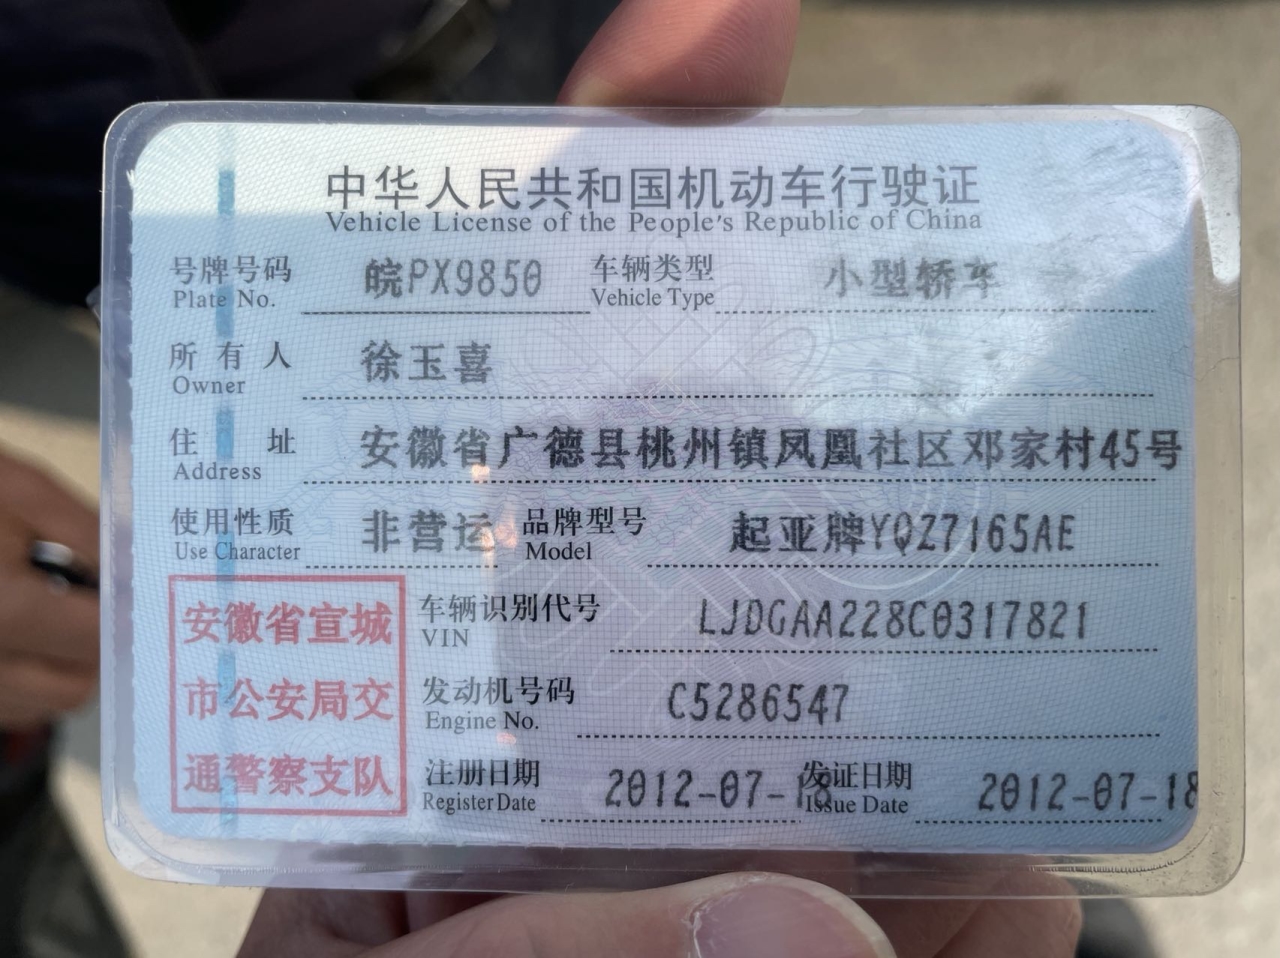 中华人民共和国机动车行驶证
Vehicle License of the People's Republic of China
号牌号码 皖PX9850 车辆类型 小型轿车
Plate No. Vehicle Type
所有人 徐玉喜
Owner
住址 安徽省广德县桃州镇凤凰社区邓家村45号
Address
使用性质 非营运 品牌型号 起亚牌YQZ7165AE
Use Character Model
安徽省宣城
市公安局交
通警察支队
车辆识别代号 LJDGAA228C0317821
VIN
发动机号码 C5286547
Engine No.
注册日期 2012-07-18 发证日期 2012-07-18
Register Date Issue Date